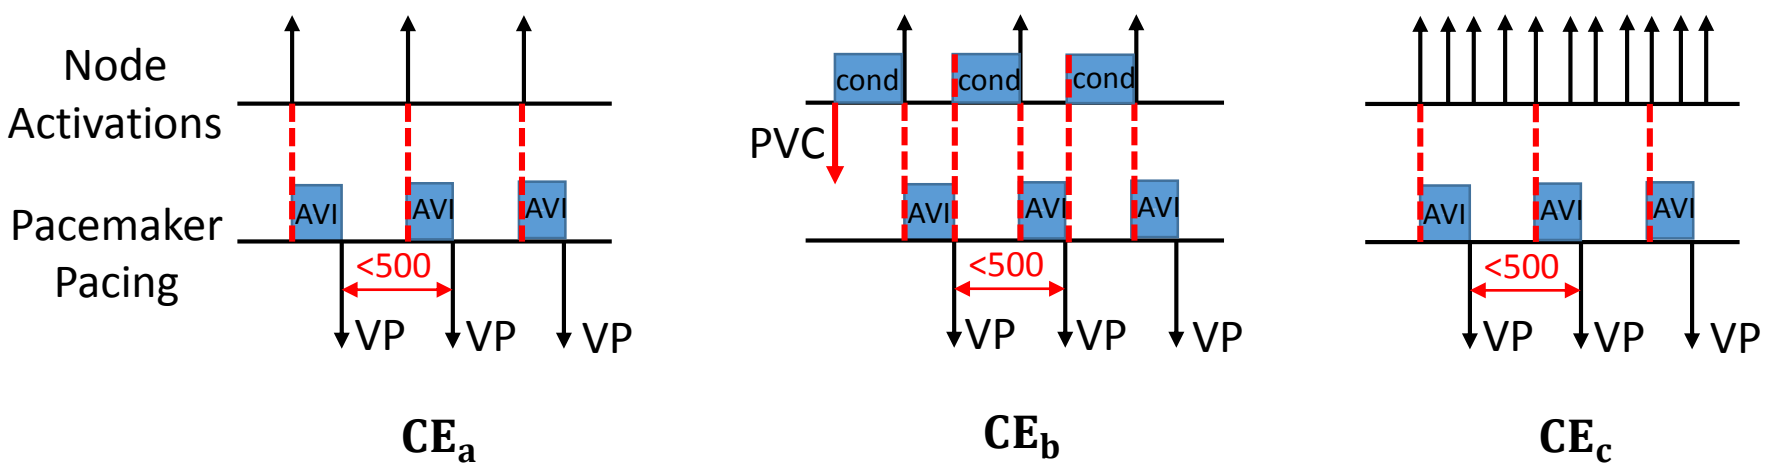 Node
Activations
Pacemaker
Pacing
AVI
AVI
AVI
<500
VP
VP
VP
CEa
cond
cond
cond
PVC
AVI
AVI
AVI
<500
VP
VP
VP
CEb
AVI
AVI
AVI
<500
VP
VP
VP
CEc